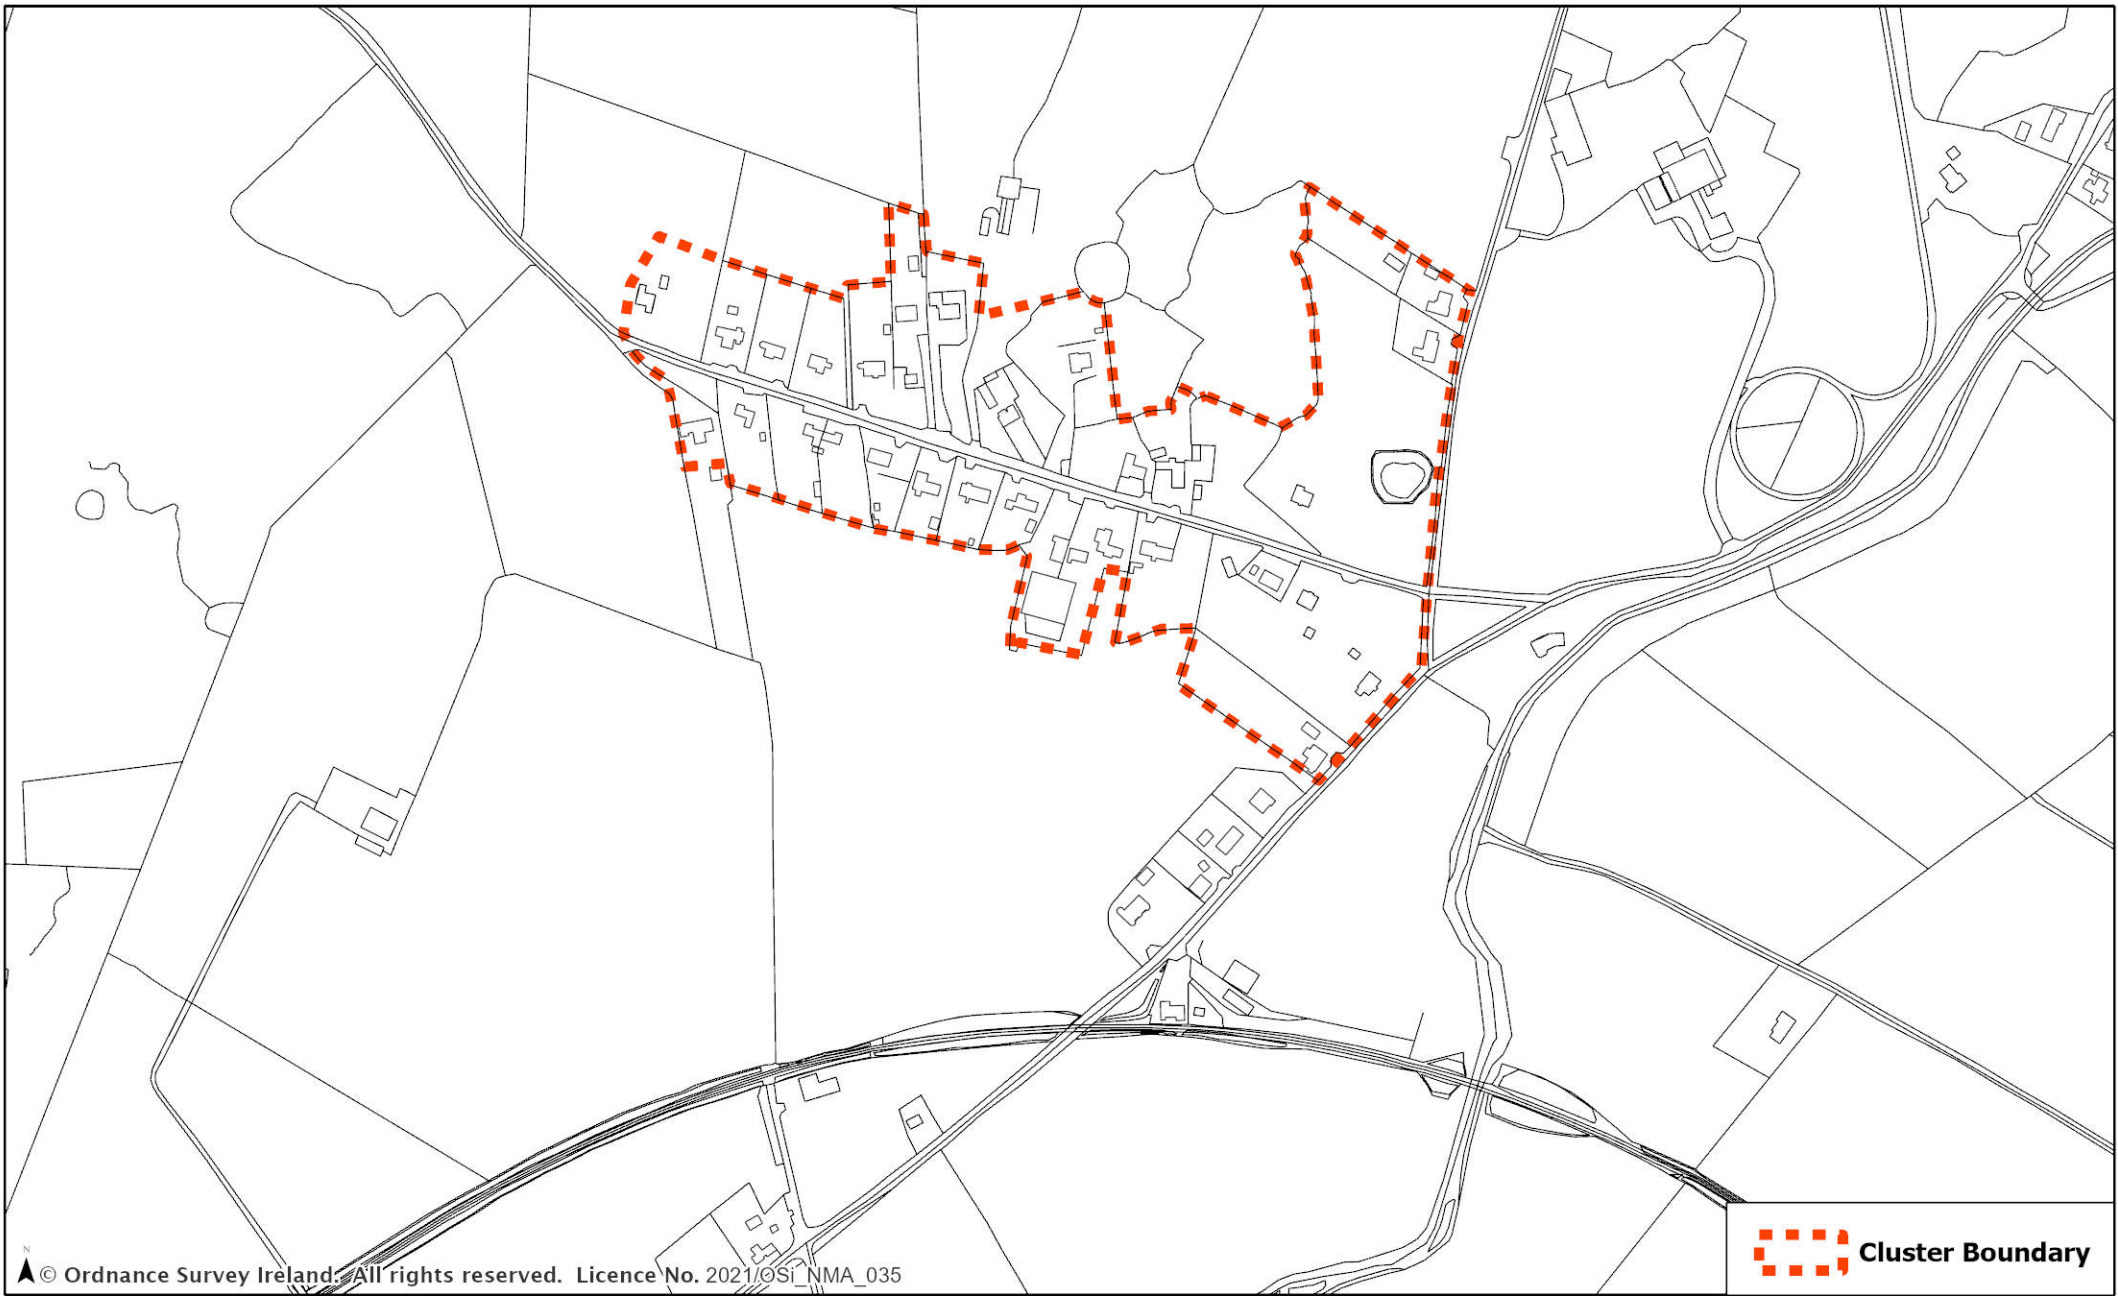 N
© Ordnance Survey Ireland. All rights reserved. Licence No. 2021/OSi_NMA_035
Cluster Boundary